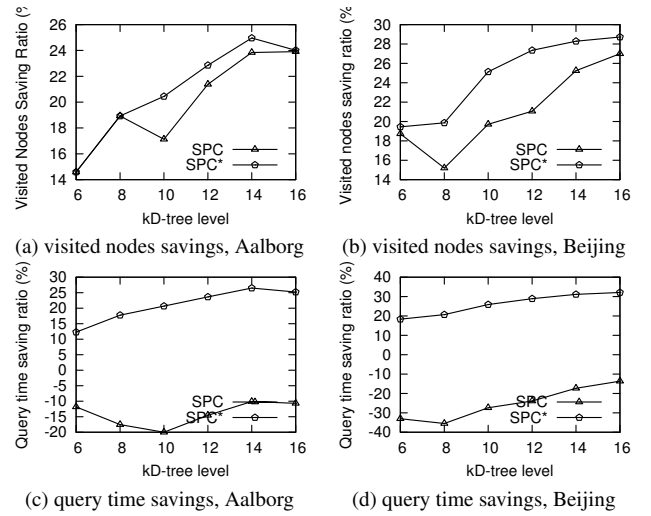 Visited Nodes Saving Ratio (%
26
24
22
20
18
16
14
SPC
SPC*
6 8 10 12 14 16
kD-tree level
(a) visited nodes savings, Aalborg
Visited nodes saving ratio (%
30
28
26
24
22
20
18
16
14
SPC
SPC*
6 8 10 12 14 16
kD-tree level
(b) visited nodes savings, Beijing
Query time saving ratio (%)
30
25
20
15
10
5
0
-5
-10
-15
-20
SPC
SPC*
6 8 10 12 14 16
kD-tree level
(c) query time savings, Aalborg
Query time saving ratio (%)
40
30
20
10
0
-10
-20
-30
-40
SPC
SPC*
6 8 10 12 14 16
kD-tree level
(d) query time savings, Beijing